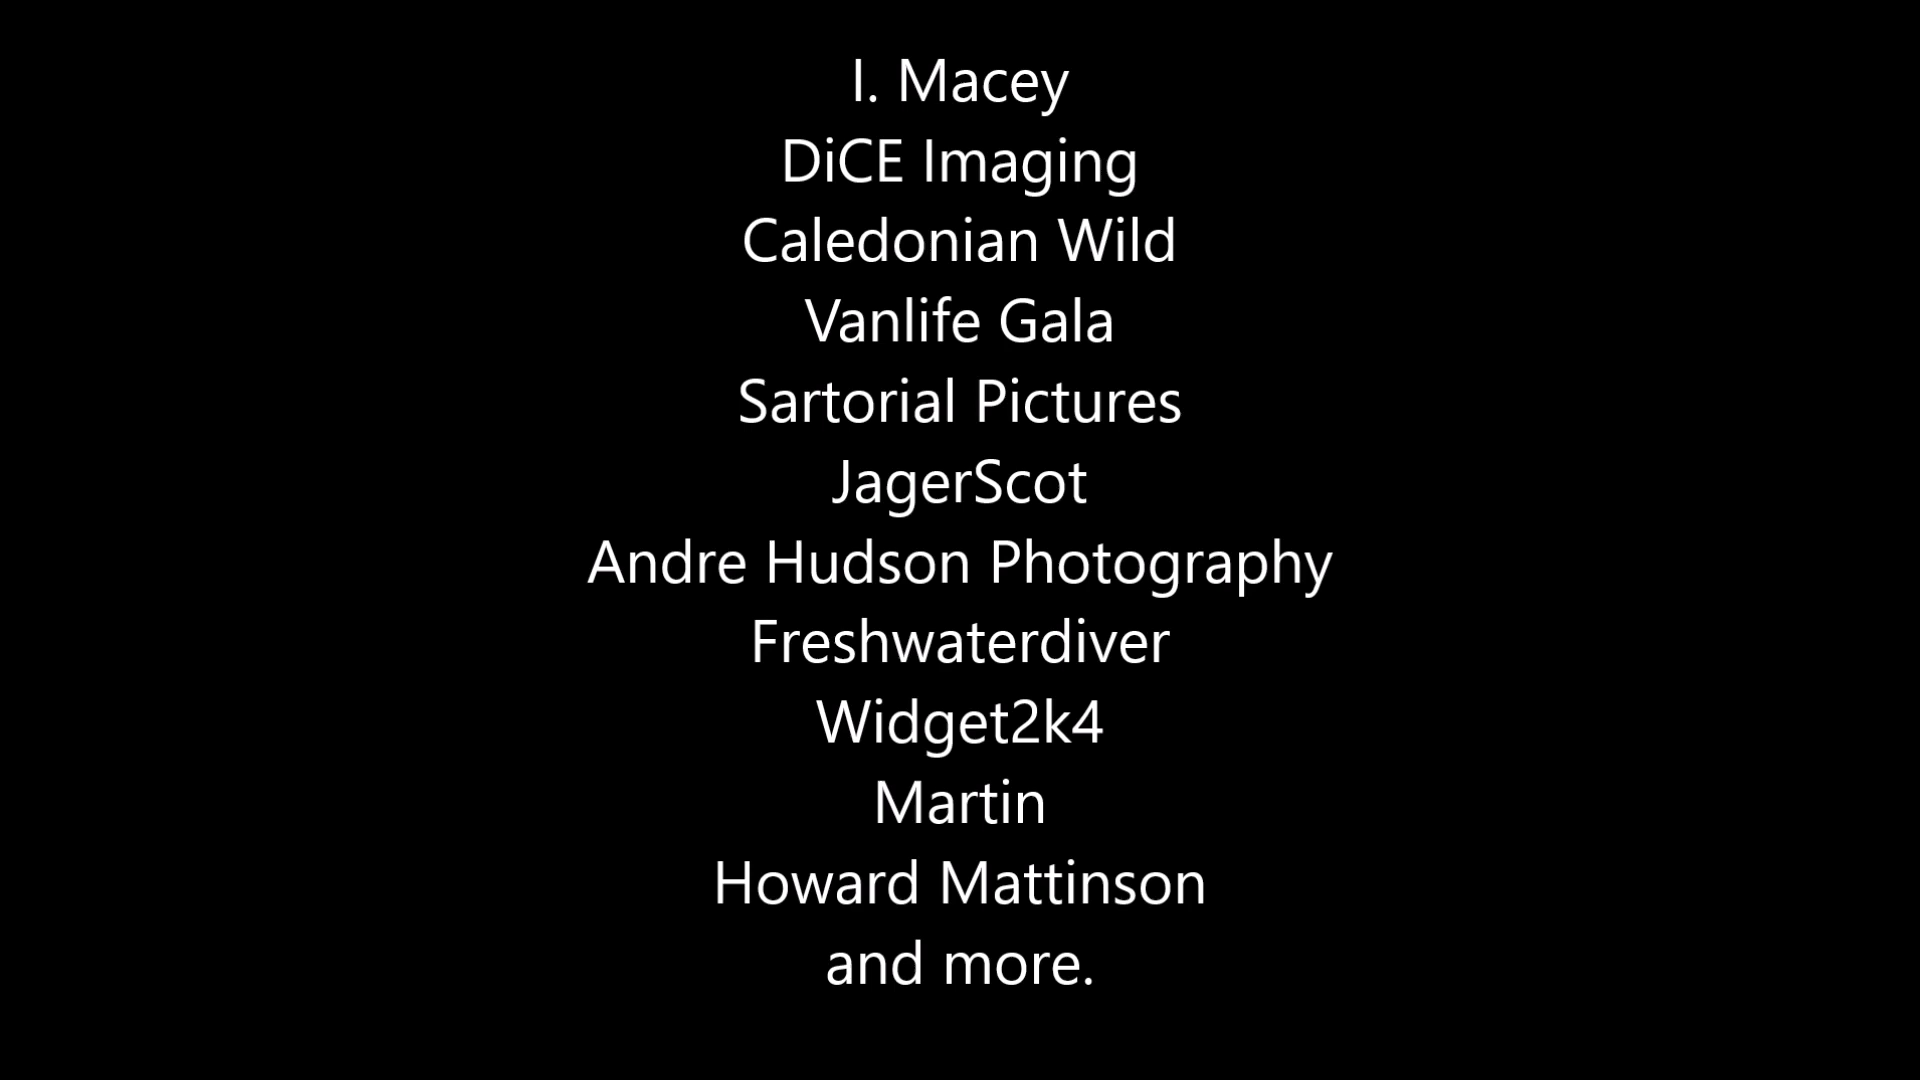 I. Macey
DiCE Imaging
Caledonian Wild
Vanlife Gala
Sartorial Pictures
JagerScot
Andre Hudson Photography
Freshwaterdiver
Widget2k4
Martin
Howard Mattinson
and more.